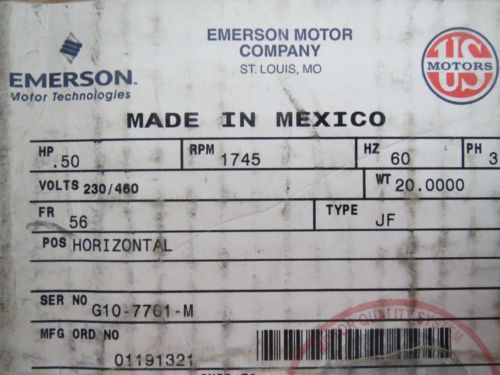 EMERSON MOTOR
COMPANY
ST. LOUIS, MO
EMERSON
Motor Technologies
US
MOTORS
MADE IN MEXICO
HP .50 RPM 1745 HZ 60 PH 3
VOLTS 230/460 WT 20.0000
FR 56 TYPE JF
POS HORIZONTAL
SER NO G10-7761-M
MFG ORD NO
01191321
QUALITY SYSTEM